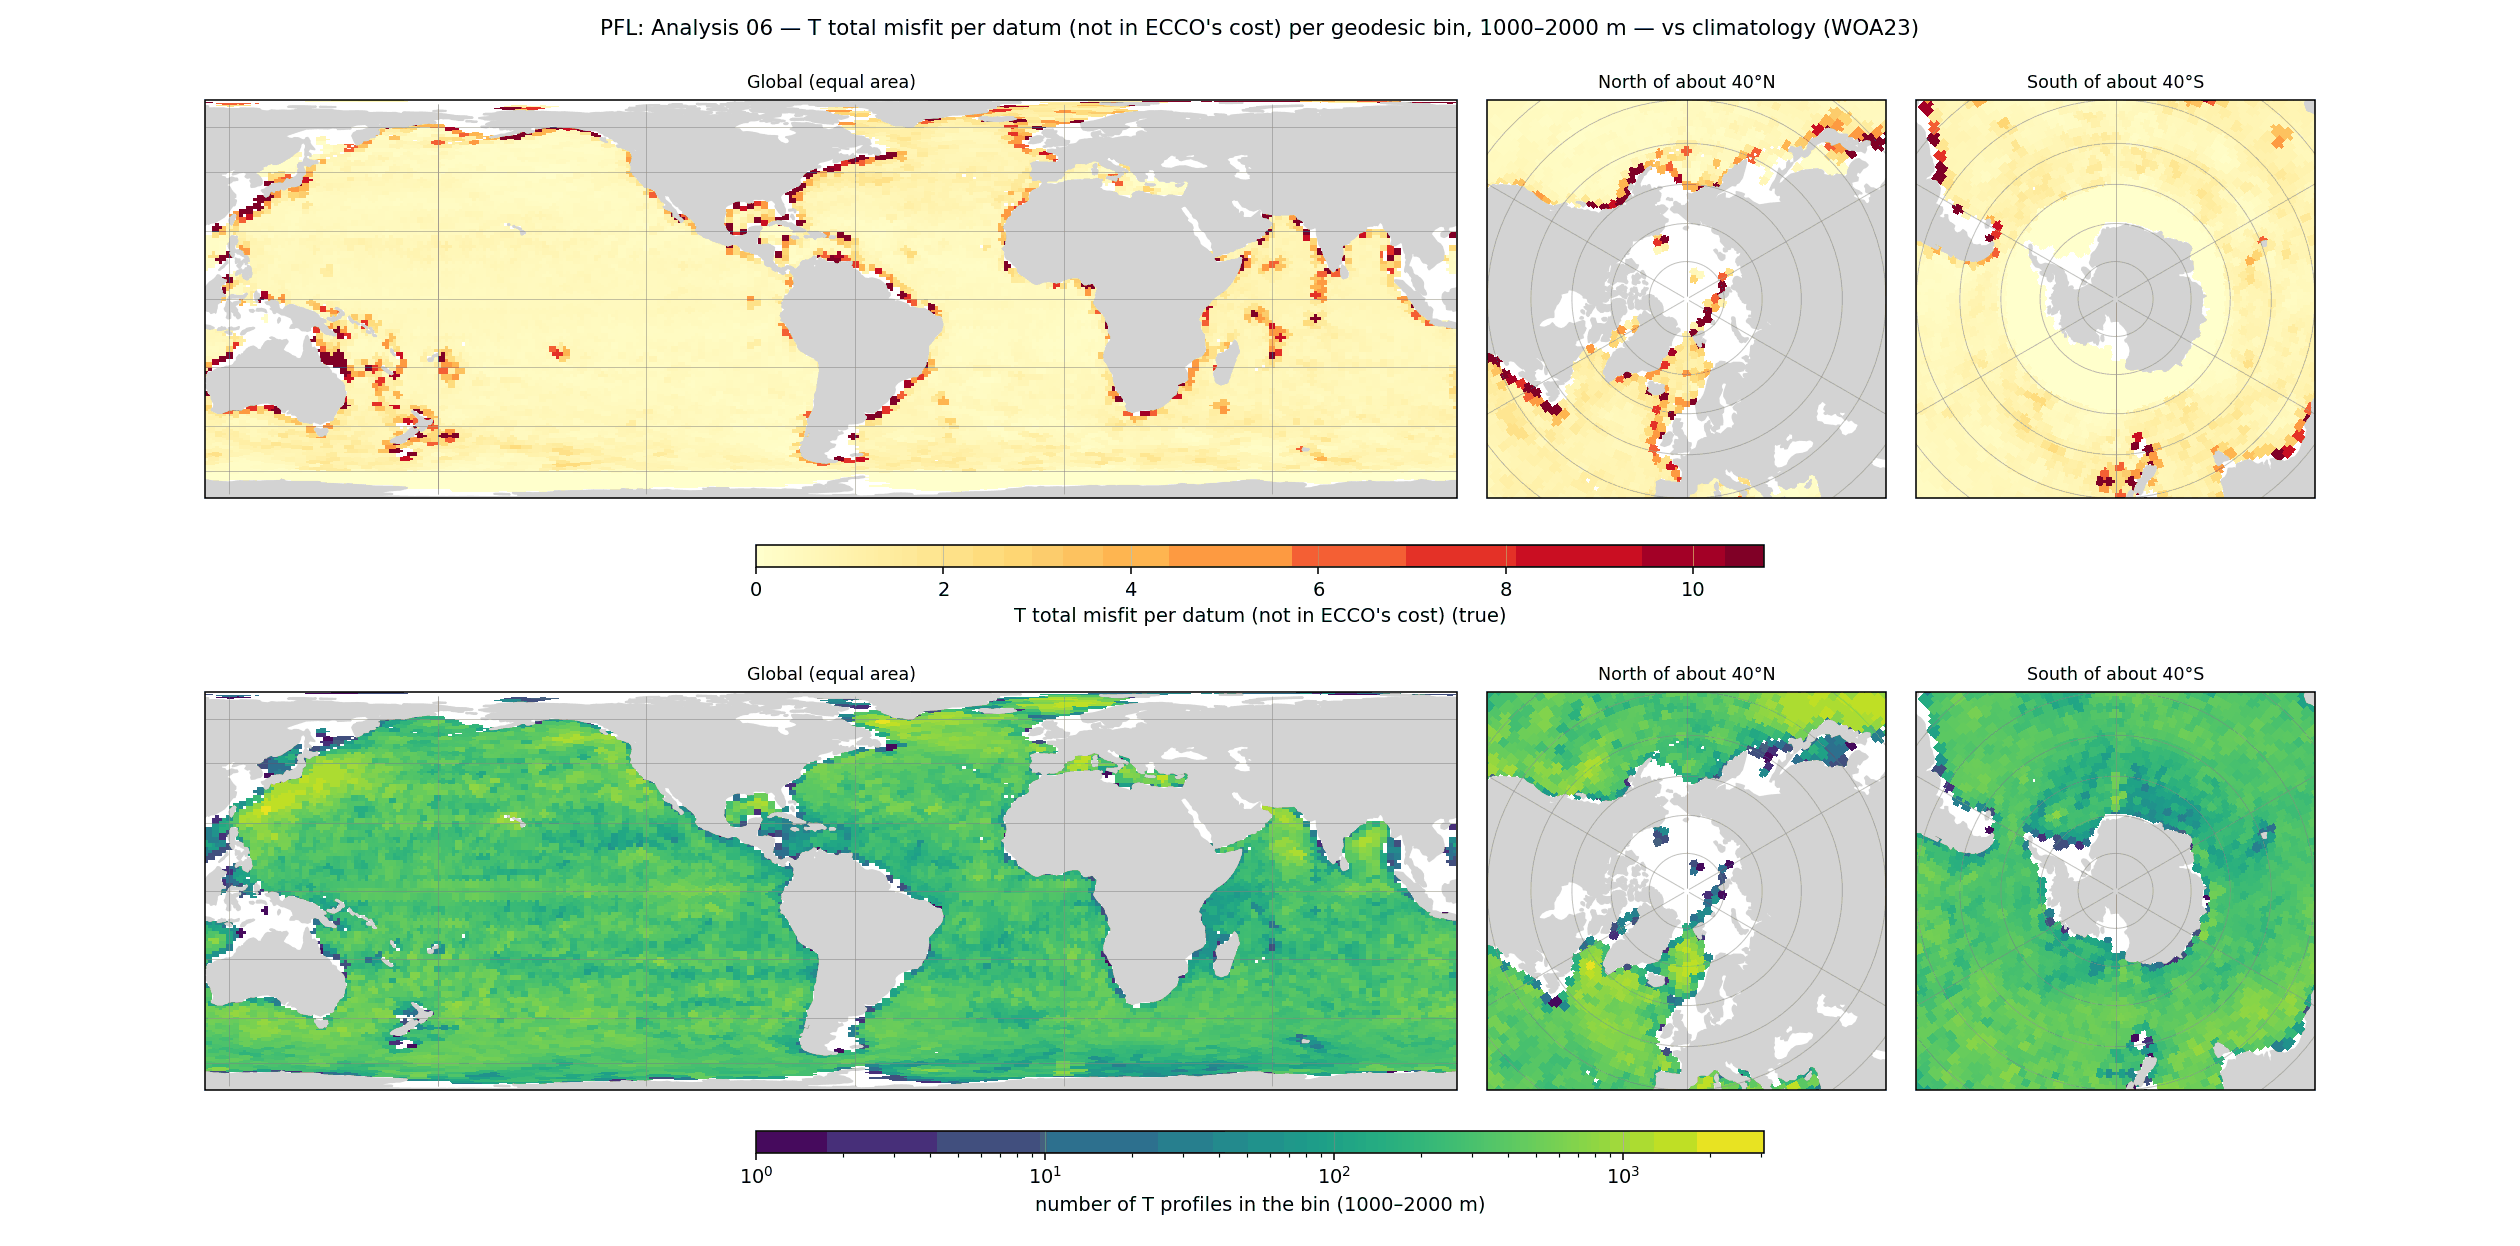 PFL: Analysis 06 — T total misfit per datum (not in ECCO's cost) per geodesic bin, 1000–2000 m — vs climatology (WOA23)
Global (equal area)
North of about 40°N
South of about 40°S
0 2 4 6 8 10
T total misfit per datum (not in ECCO's cost) (true)
Global (equal area)
North of about 40°N
South of about 40°S
10⁰ 10¹ 10² 10³
number of T profiles in the bin (1000–2000 m)